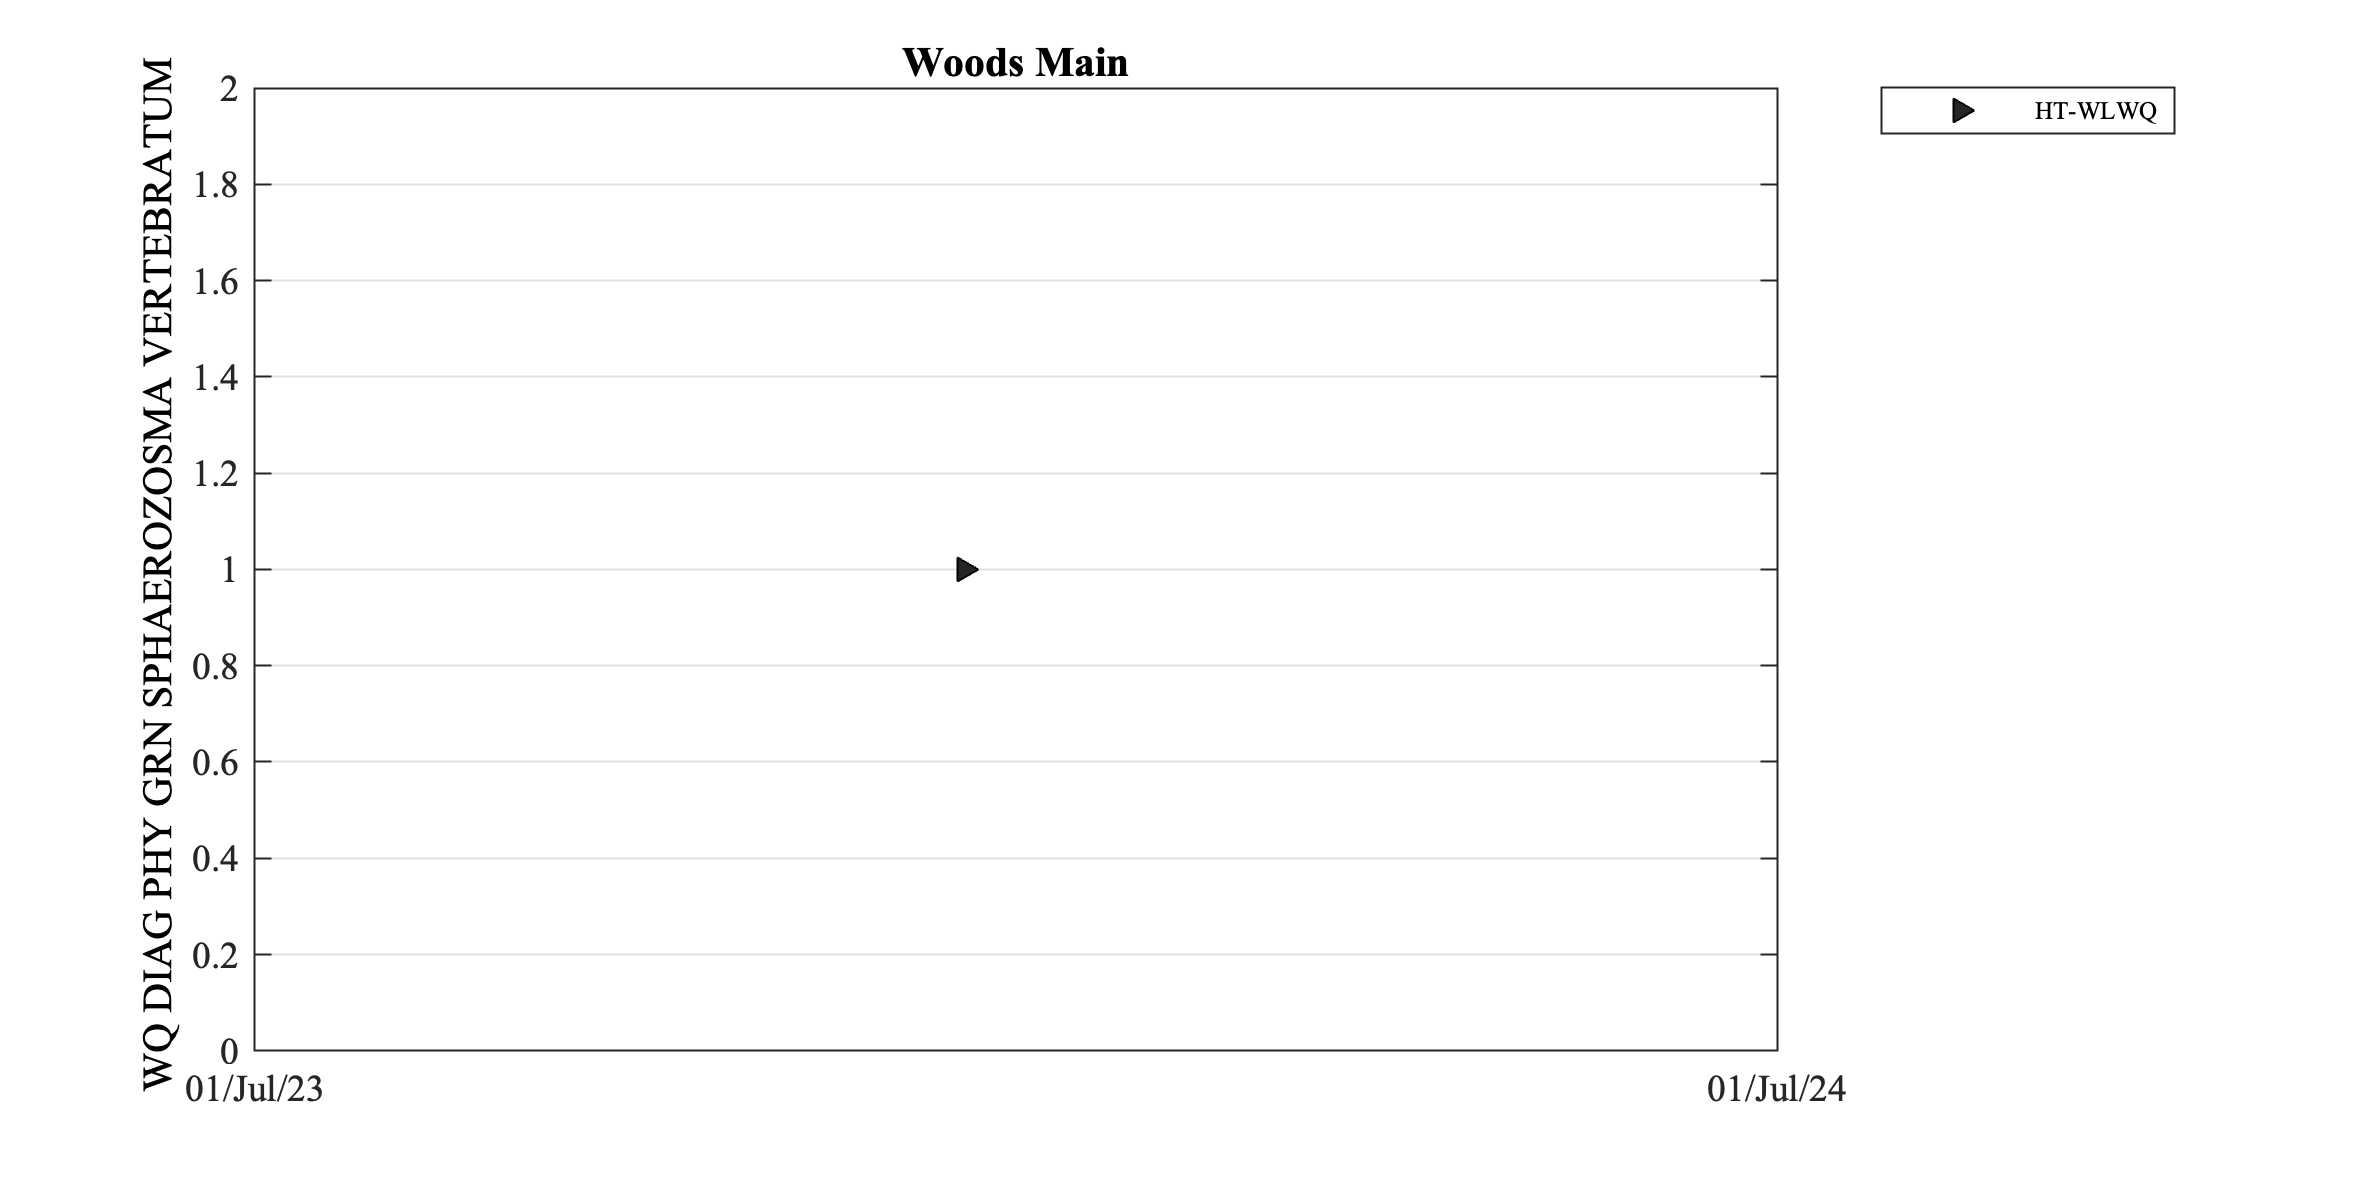 Woods Main
WQ DIAG PHY GRN SPHAEROZOSMA VERTEBRATUM
2
1.8
1.6
1.4
1.2
1
0.8
0.6
0.4
0.2
0
01/Jul/23
01/Jul/24
HT-WLWQ